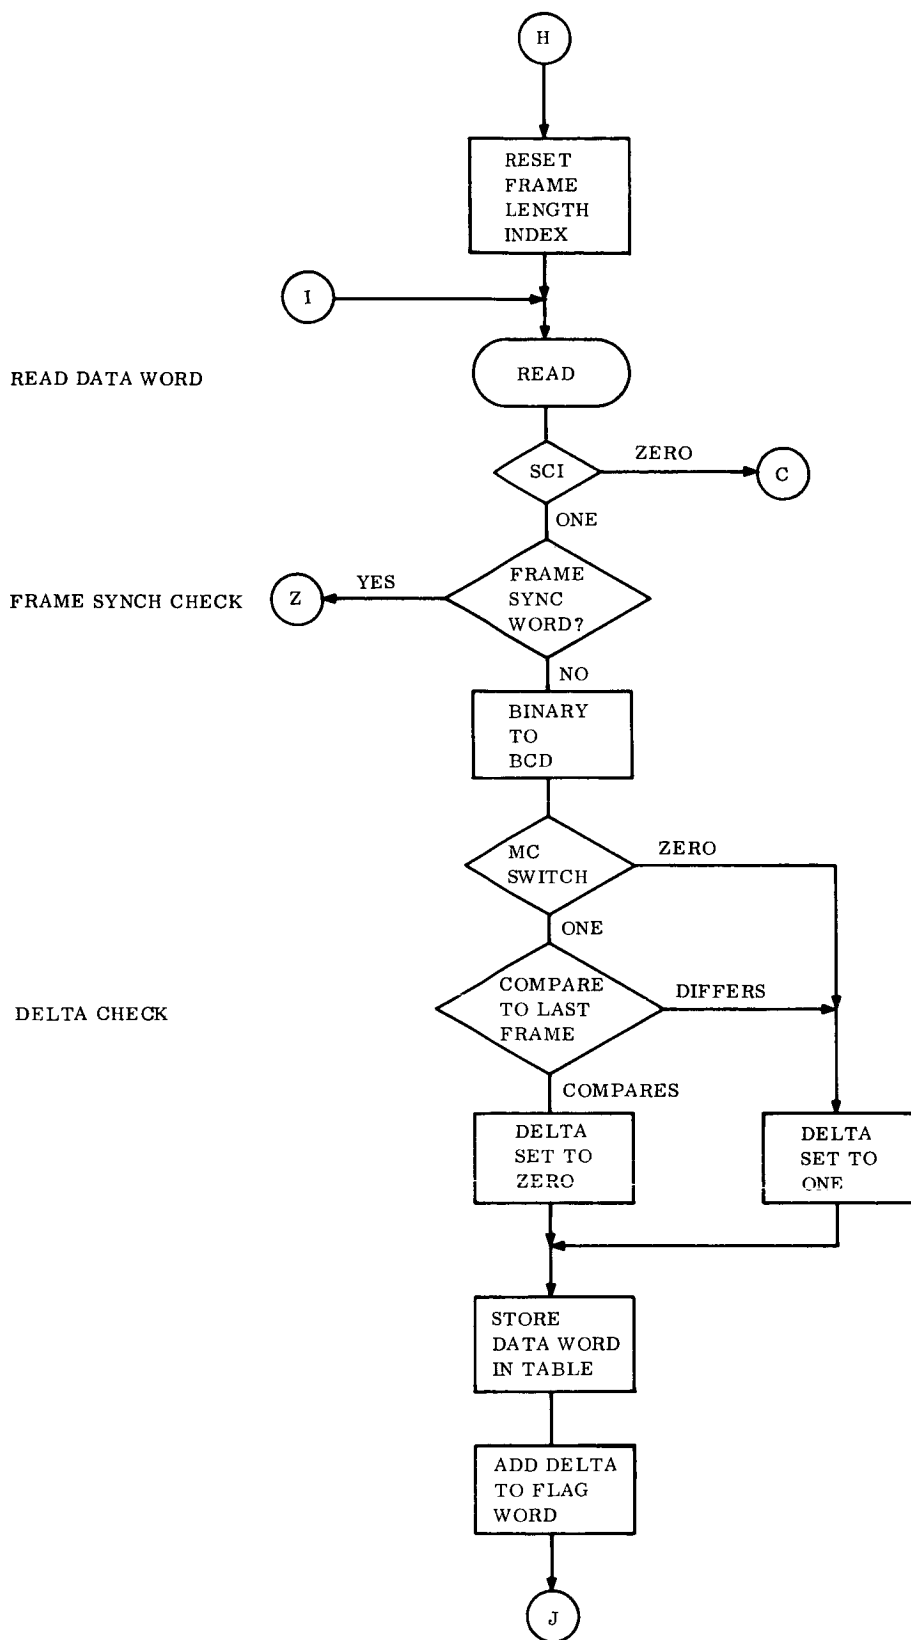 H
RESET
FRAME
LENGTH
INDEX
I
READ DATA WORD
READ
SCI
ZERO
C
ONE
FRAME SYNCH CHECK
Z
YES
FRAME
SYNC
WORD?
NO
BINARY
TO
BCD
MC
SWITCH
ZERO
ONE
DELTA CHECK
COMPARE
TO LAST
FRAME
DIFFERS
COMPARES
DELTA
SET TO
ZERO
DELTA
SET TO
ONE
STORE
DATA WORD
IN TABLE
ADD DELTA
TO FLAG
WORD
J